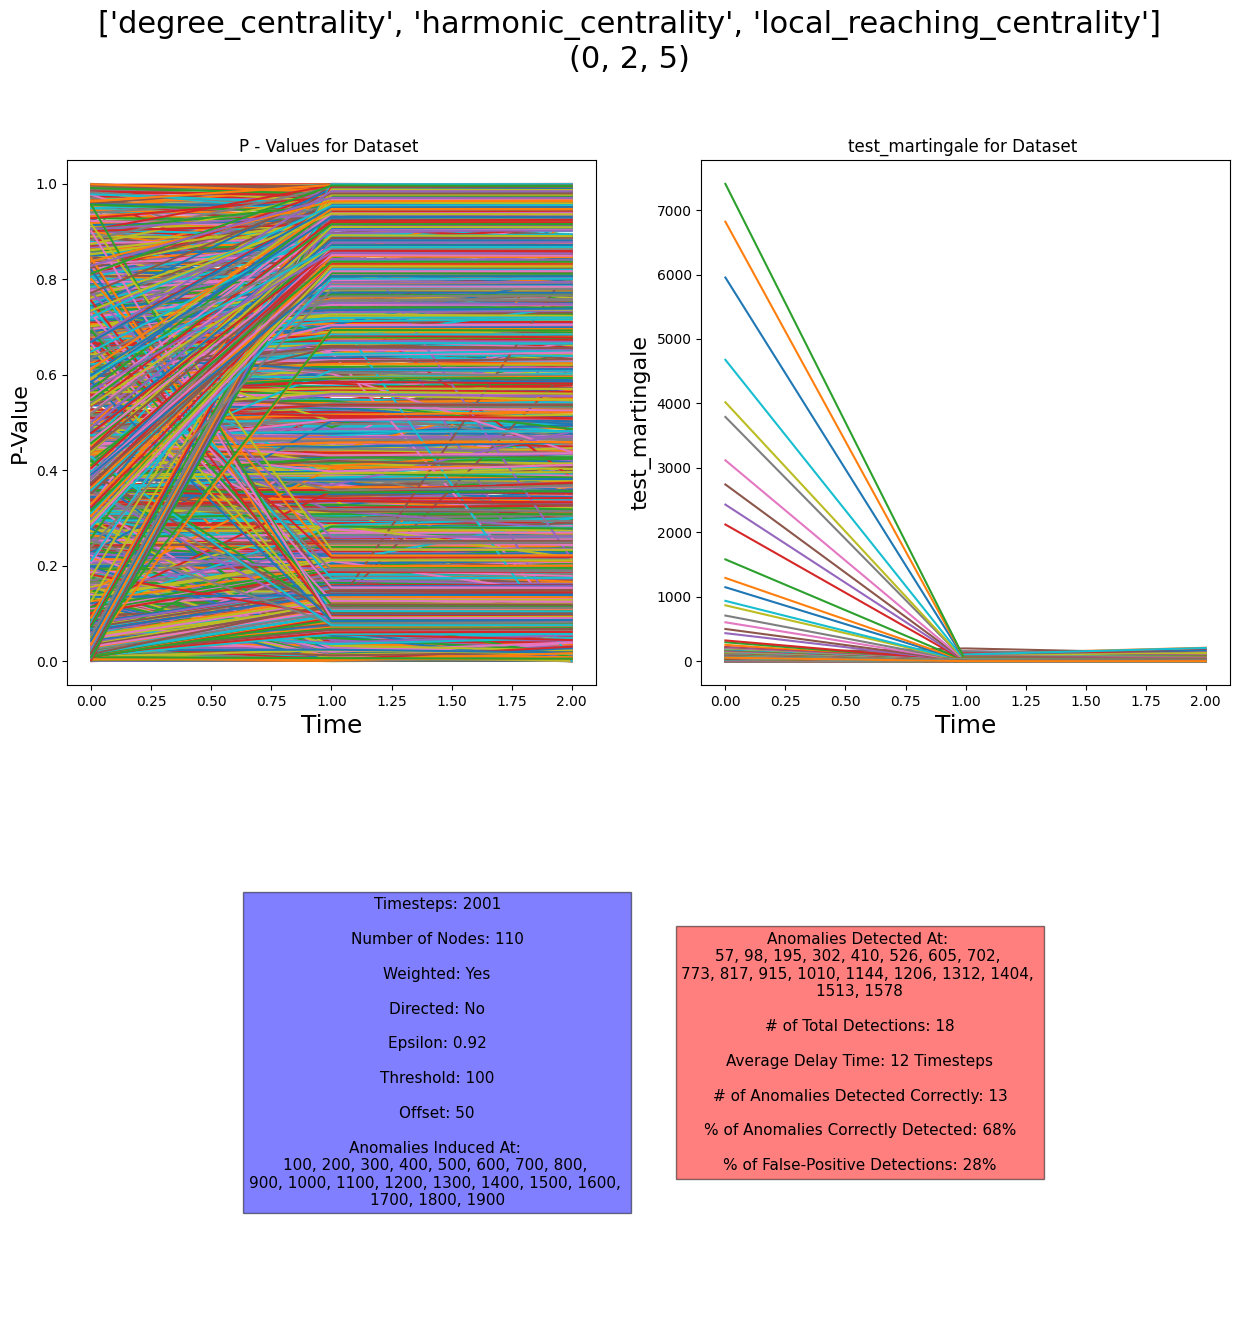 ['degree_centrality', 'harmonic_centrality', 'local_reaching_centrality']
(0, 2, 5)
P - Values for Dataset
P-Value
1.0
0.8
0.6
0.4
0.2
0.0
0.00 0.25 0.50 0.75 1.00 1.25 1.50 1.75 2.00
Time
test_martingale for Dataset
test_martingale
7000
6000
5000
4000
3000
2000
1000
0
0.00 0.25 0.50 0.75 1.00 1.25 1.50 1.75 2.00
Time
Timesteps: 2001
Number of Nodes: 110
Weighted: Yes
Directed: No
Epsilon: 0.92
Threshold: 100
Offset: 50
Anomalies Induced At:
100, 200, 300, 400, 500, 600, 700, 800,
900, 1000, 1100, 1200, 1300, 1400, 1500, 1600,
1700, 1800, 1900
Anomalies Detected At:
57, 98, 195, 302, 410, 526, 605, 702,
773, 817, 915, 1010, 1144, 1206, 1312, 1404,
1513, 1578
# of Total Detections: 18
Average Delay Time: 12 Timesteps
# of Anomalies Detected Correctly: 13
% of Anomalies Correctly Detected: 68%
% of False-Positive Detections: 28%